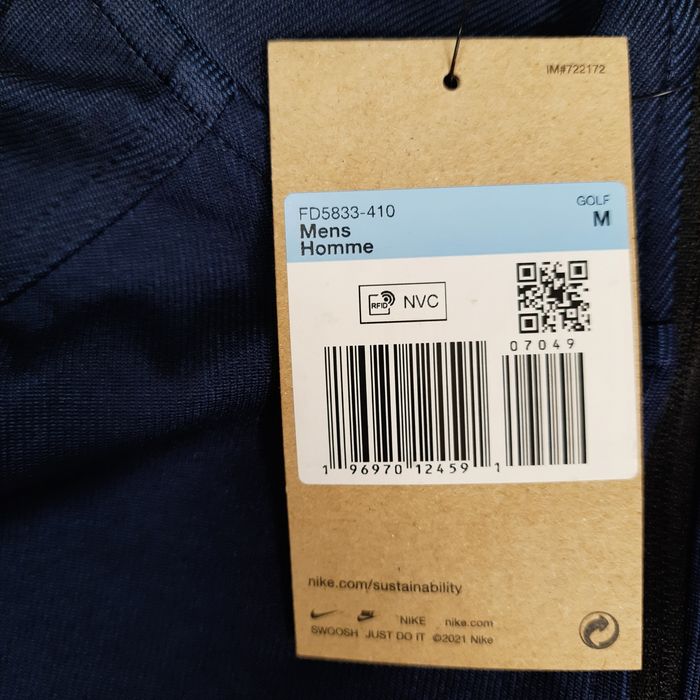 IM#722172
FD5833-410
GOLF
Mens
M
Homme
RFID NVC
07049
1 96970 12459 1
nike.com/sustainability
NIKE nike.com
SWOOSH JUST DO IT ©2021 Nike